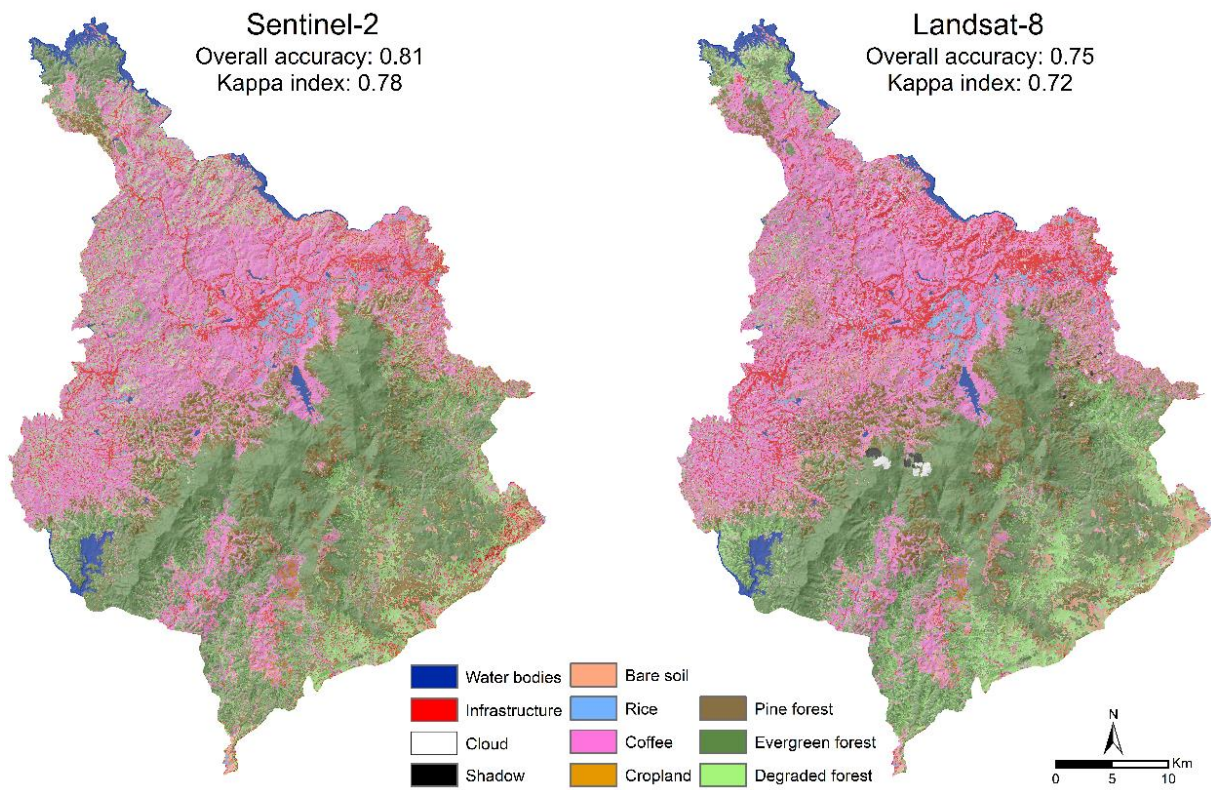 Sentinel-2
Overall accuracy: 0.81
Kappa index: 0.78
Landsat-8
Overall accuracy: 0.75
Kappa index: 0.72
Water bodies
Infrastructure
Cloud
Shadow
Bare soil
Rice
Coffee
Cropland
Pine forest
Evergreen forest
Degraded forest
N
Km
0 5 10